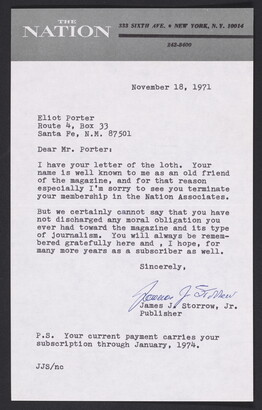 THE
NATION
333 SIXTH AVE. • NEW YORK, N.Y. 10014
242-8400
November 18, 1971
Eliot Porter
Route 4, Box 33
Santa Fe, N.M. 87501
Dear Mr. Porter:
I have your letter of the loth. Your
name is well known to me as an old friend
of the magazine, and for that reason
especially I'm sorry to see you terminate
your membership in the Nation Associates.
But we certainly cannot say that you have
not discharged any moral obligation you
ever had toward the magazine and its type
of journalism. You will always be remem-
bered gratefully here and , I hope, for
many more years as a subscriber as well.
Sincerely,
James J. Storrow, Jr.
Publisher
P.S. Your current payment carries your
subscription through January, 1974.
JJS/nc